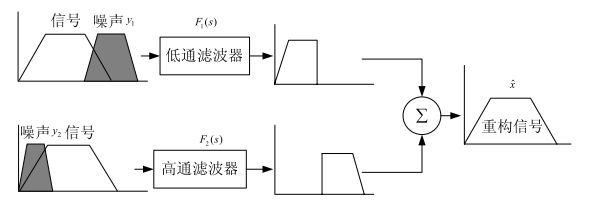 信号 噪声 y₁
F₁(s)
低通滤波器
噪声 y₂ 信号
F₂(s)
高通滤波器
Σ
x̂
重构信号